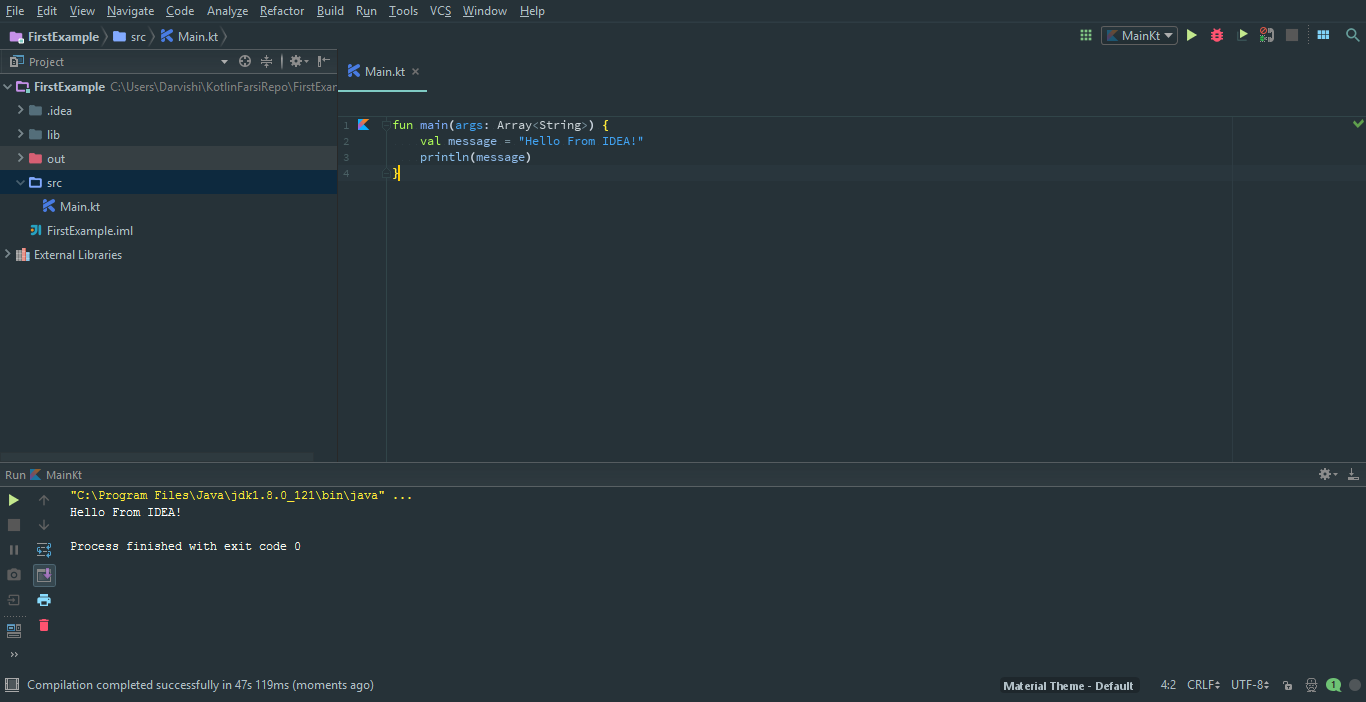 File Edit View Navigate Code Analyze Refactor Build Run Tools VCS Window Help
FirstExample src Main.kt MainKt
Project
Main.kt
FirstExample C:\Users\Darvishi\KotlinFarsiRepo\FirstExar
.idea
lib
out
src
Main.kt
FirstExample.iml
External Libraries
1 fun main(args: Array<String>) {
2 val message = "Hello From IDEA!"
3 println(message)
4 }
Run MainKt
"C:\Program Files\Java\jdk1.8.0_121\bin\java" ...
Hello From IDEA!
Process finished with exit code 0
Compilation completed successfully in 47s 119ms (moments ago) Material Theme - Default 4:2 CRLF UTF-8 1